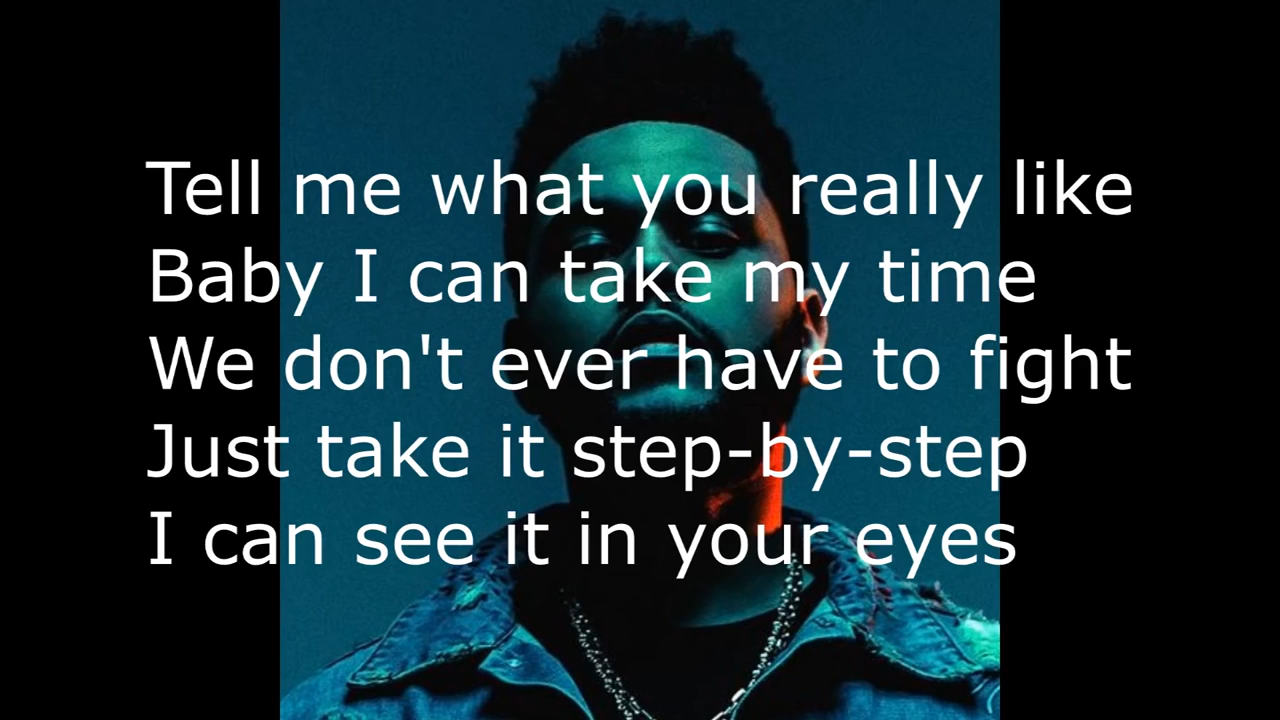 Tell me what you really like
Baby I can take my time
We don't ever have to fight
Just take it step-by-step
I can see it in your eyes